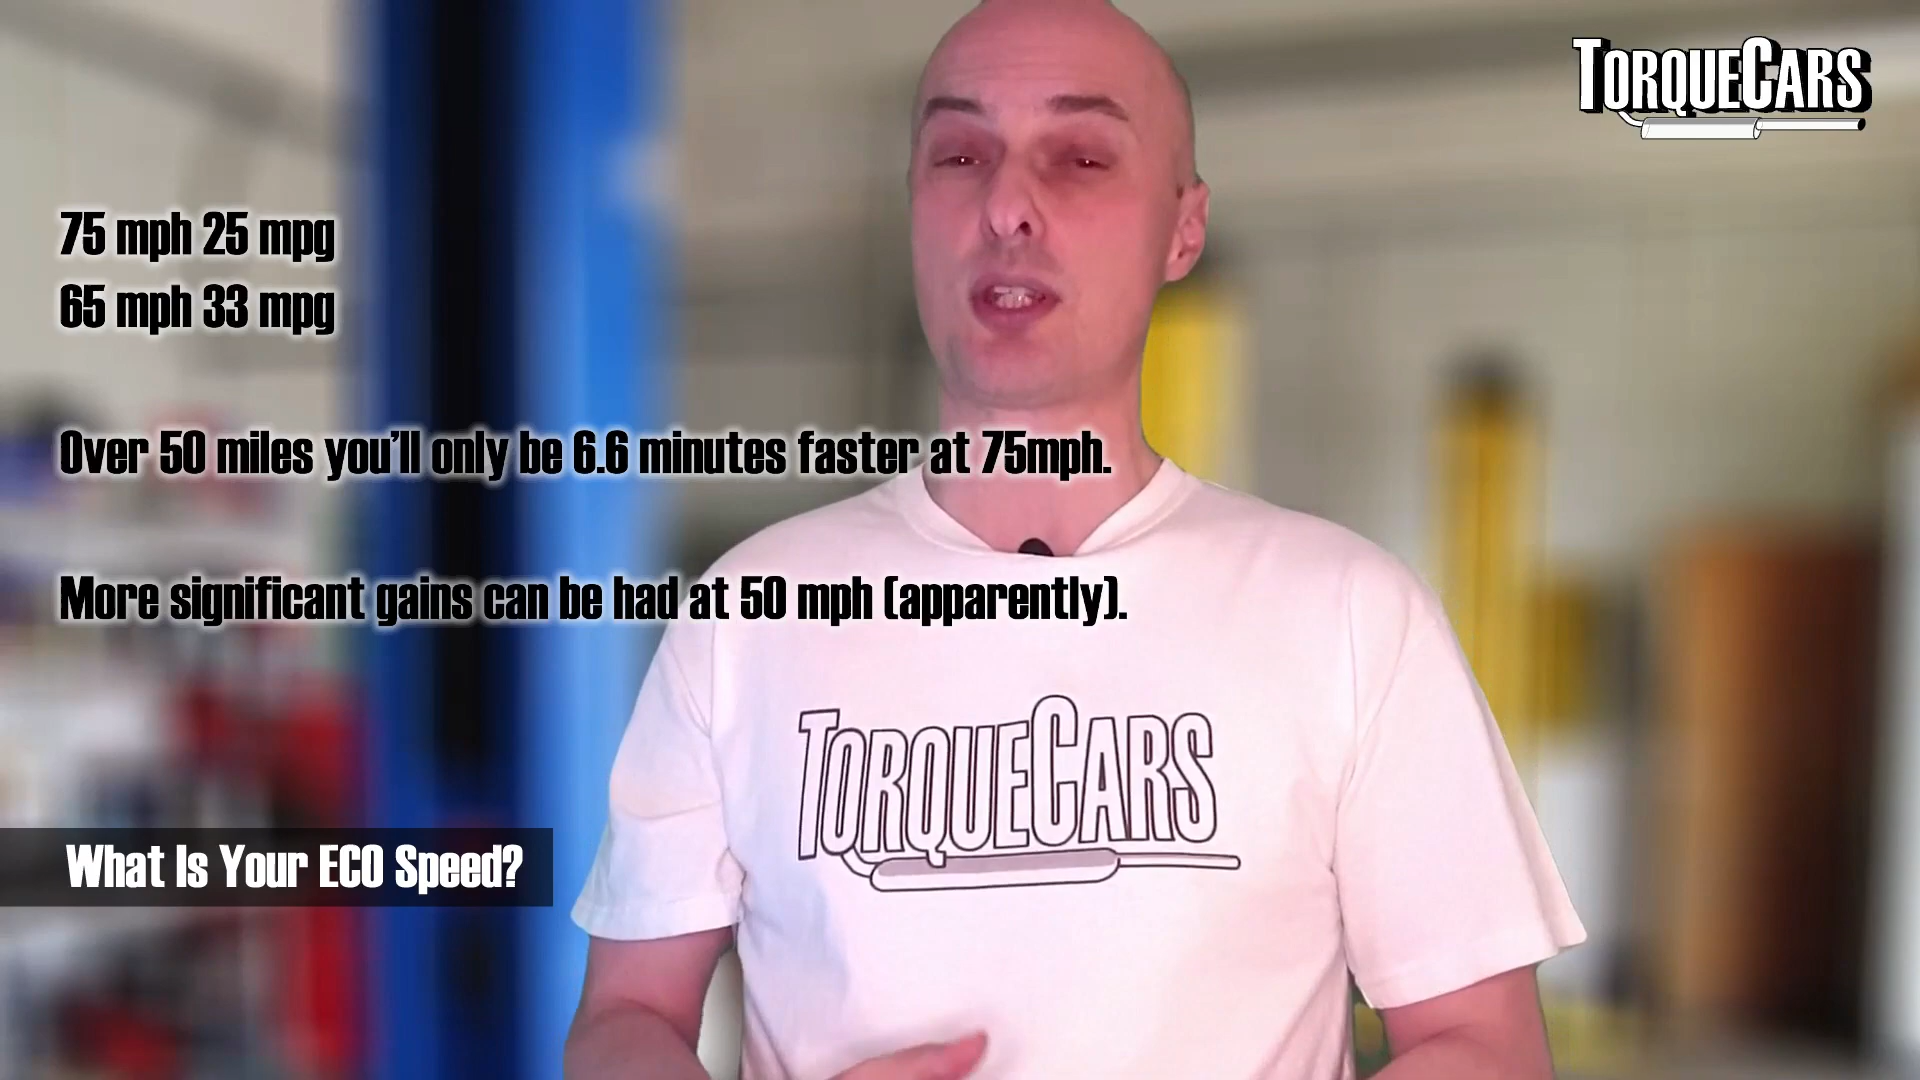 TORQUECARS
75 mph 25 mpg
65 mph 33 mpg
Over 50 miles you'll only be 6.6 minutes faster at 75mph.
More significant gains can be had at 50 mph (apparently).
TORQUECARS
What Is Your ECO Speed?